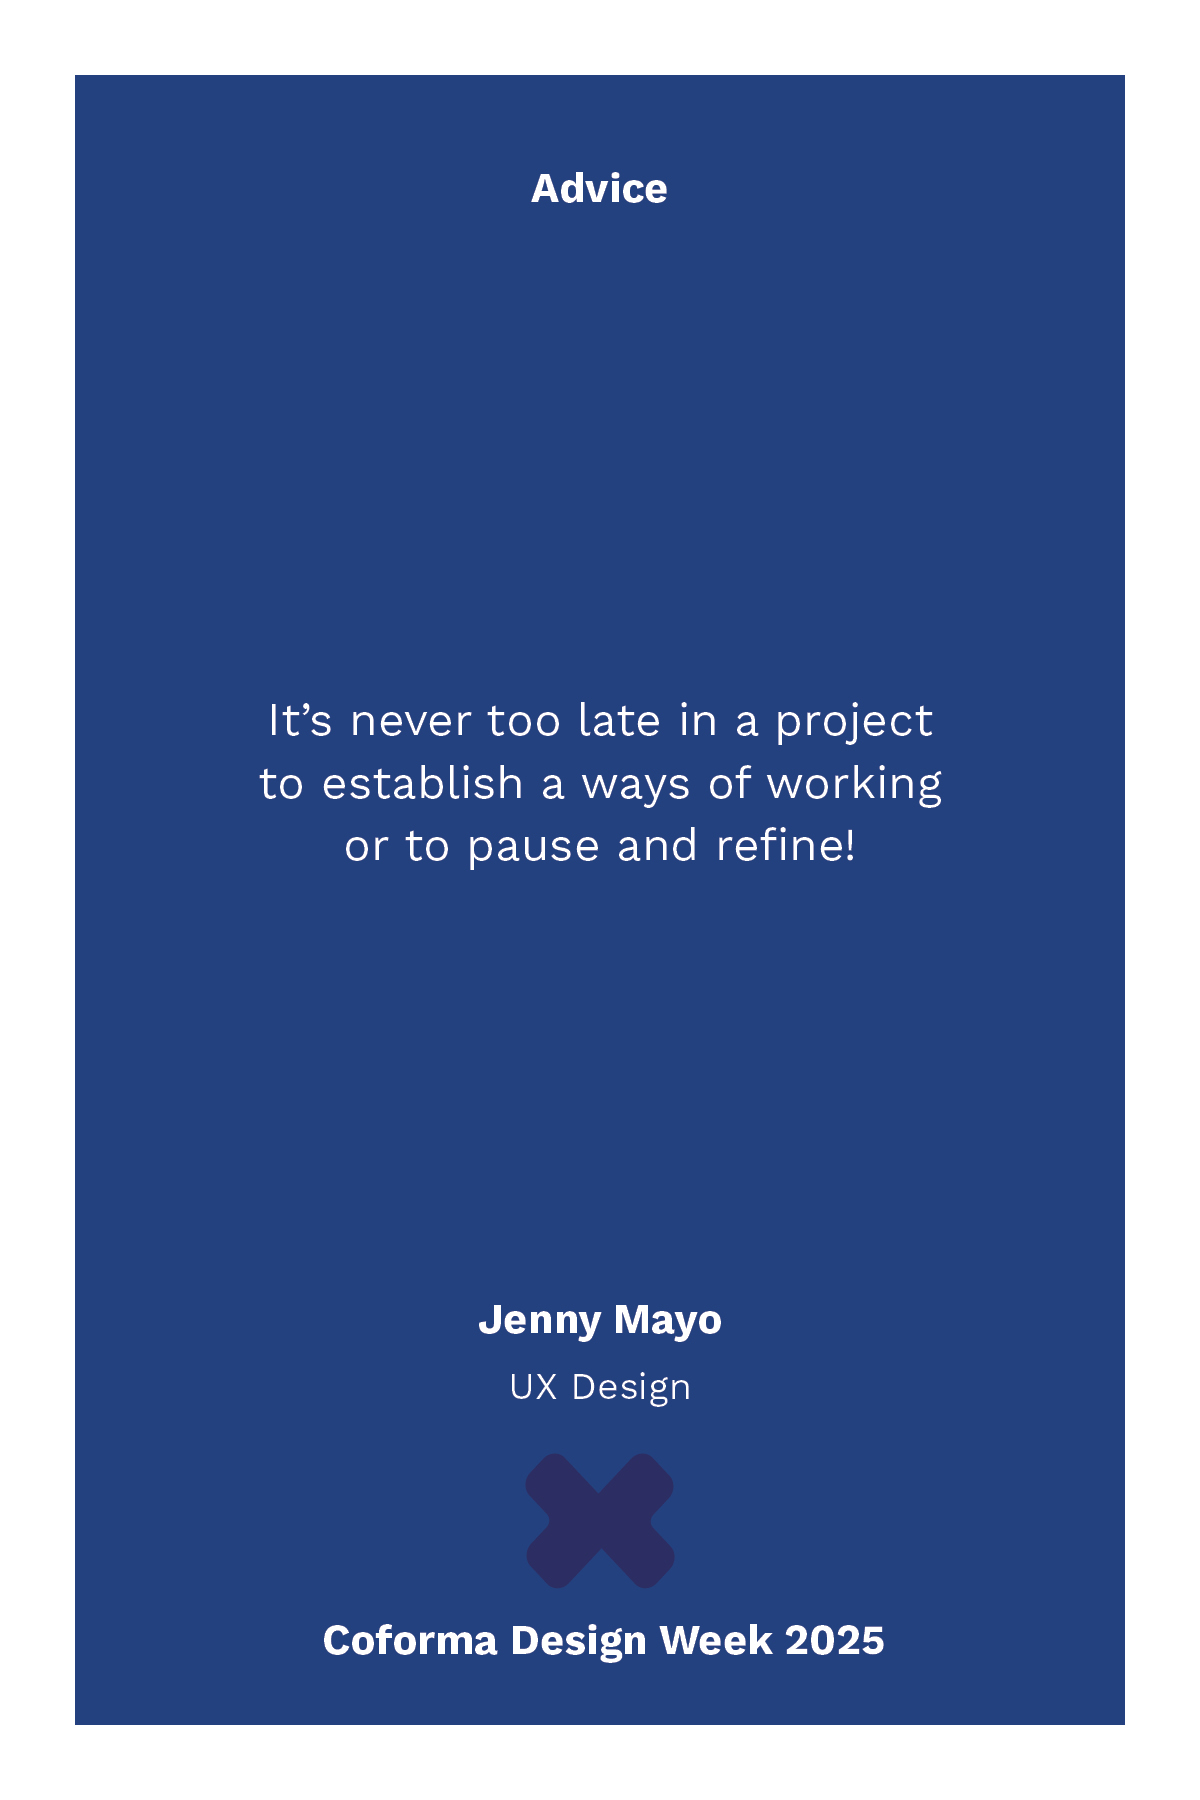 Advice
It’s never too late in a project
to establish a ways of working
or to pause and refine!
Jenny Mayo
UX Design
Coforma Design Week 2025